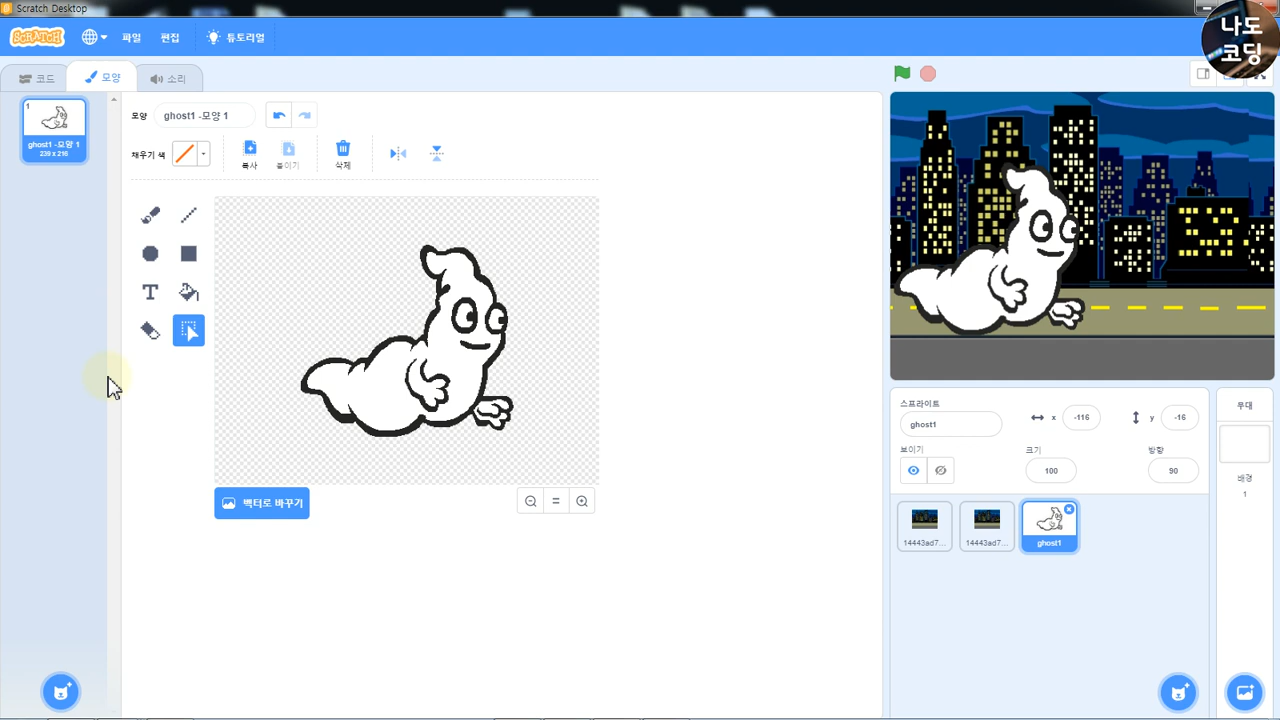 Scratch Desktop
SCRATCH
파일
편집
튜토리얼
나도
코딩
코드
모양
소리
1
ghost1 -모양 1
239 x 216
모양
ghost1 -모양 1
채우기 색
복사
붙이기
삭제
T
벡터로 바꾸기
스프라이트
ghost1
x
-116
y
-16
보이기
크기
100
방향
90
무대
배경
1
14443ad7...
14443ad7...
ghost1